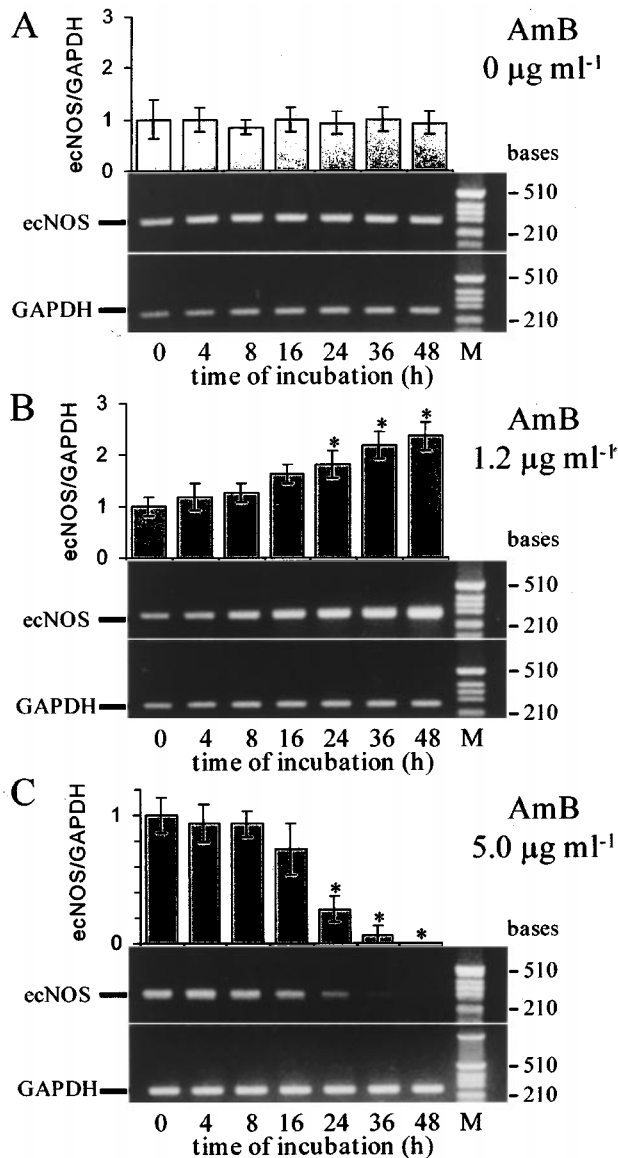 A
AmB
0 μg ml-1
ecNOS/GAPDH
3
2
1
0
bases
ecNOS
- 510
- 210
GAPDH
- 510
- 210
0 4 8 16 24 36 48 M
time of incubation (h)
B
AmB
1.2 μg ml-1
ecNOS/GAPDH
3
2
1
0
* * *
bases
ecNOS
- 510
- 210
GAPDH
- 510
- 210
0 4 8 16 24 36 48 M
time of incubation (h)
C
AmB
5.0 μg ml-1
ecNOS/GAPDH
1
0
* * *
bases
ecNOS
- 510
- 210
GAPDH
- 510
- 210
0 4 8 16 24 36 48 M
time of incubation (h)